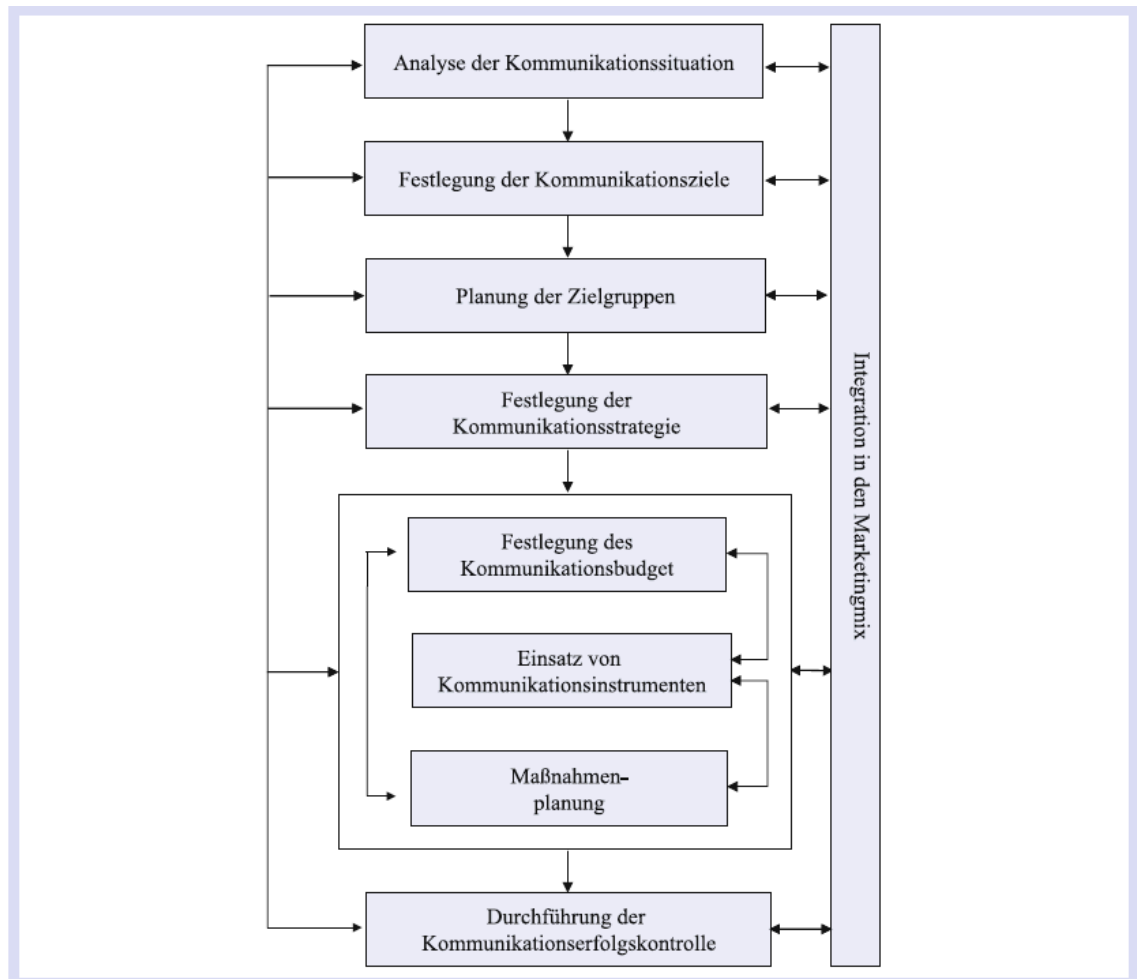 Analyse der Kommunikationssituation
Festlegung der Kommunikationsziele
Planung der Zielgruppen
Festlegung der
Kommunikationsstrategie
Festlegung des
Kommunikationsbudget
Einsatz von
Kommunikationsinstrumenten
Maßnahmen-
planung
Durchführung der
Kommunikationserfolgskontrolle
Integration in den Marketingmix